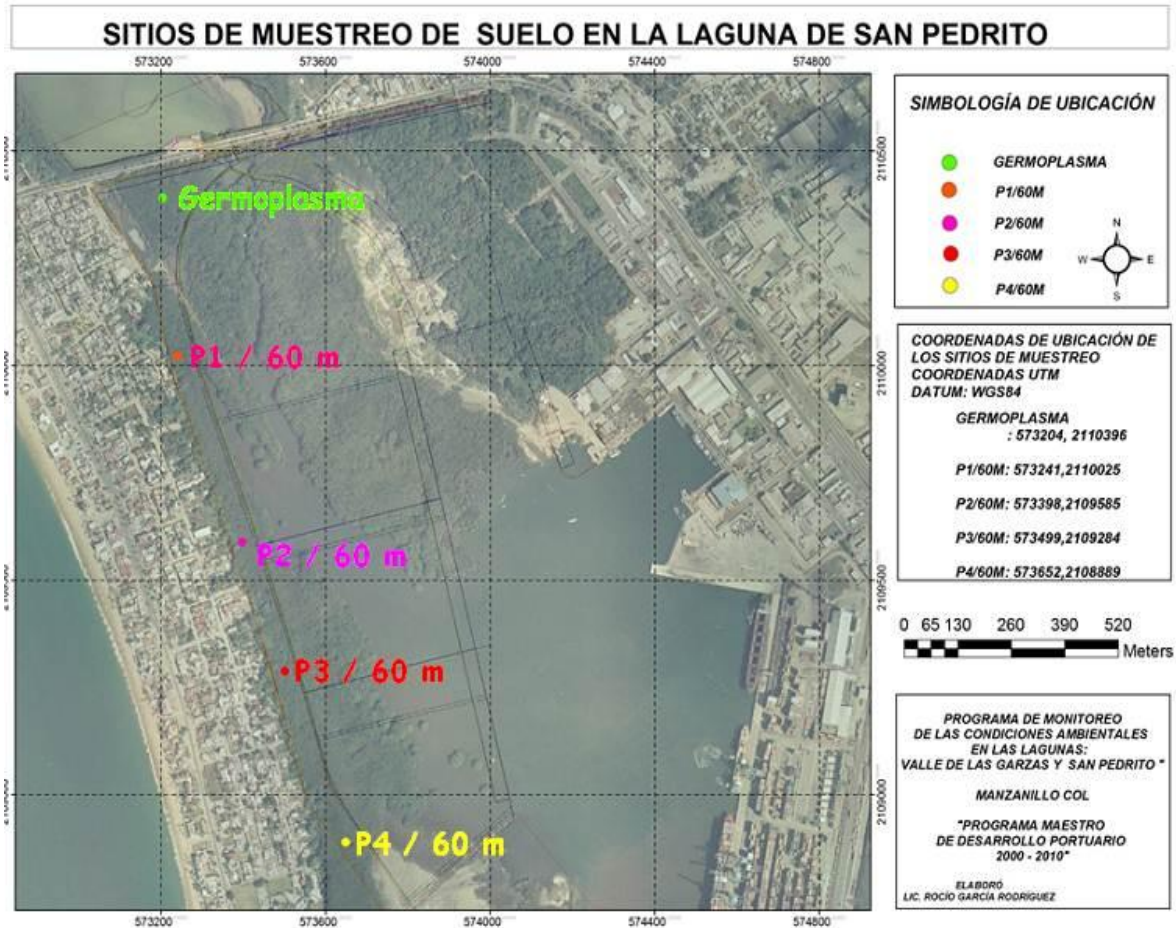 SITIOS DE MUESTREO DE SUELO EN LA LAGUNA DE SAN PEDRITO
573200 573600 574000 574400 574800
2110500
Germoplasma
P1 / 60 m
2110000
P2 / 60 m
2109500
P3 / 60 m
2109000
P4 / 60 m
573200 573600 574000 574400 574800
SIMBOLOGÍA DE UBICACIÓN
GERMOPLASMA
P1/60M
P2/60M
P3/60M
P4/60M
N
W E
S
COORDENADAS DE UBICACIÓN DE
LOS SITIOS DE MUESTREO
COORDENADAS UTM
DATUM: WGS84
GERMOPLASMA
: 573204, 2110396
P1/60M: 573241,2110025
P2/60M: 573398,2109585
P3/60M: 573499,2109284
P4/60M: 573652,2108889
0 65 130 260 390 520
Meters
PROGRAMA DE MONITOREO
DE LAS CONDICIONES AMBIENTALES
EN LAS LAGUNAS:
VALLE DE LAS GARZAS Y SAN PEDRITO "
MANZANILLO COL
"PROGRAMA MAESTRO
DE DESARROLLO PORTUARIO
2000 - 2010"
ELABORÓ
LIC. ROCÍO GARCÍA RODRÍGUEZ